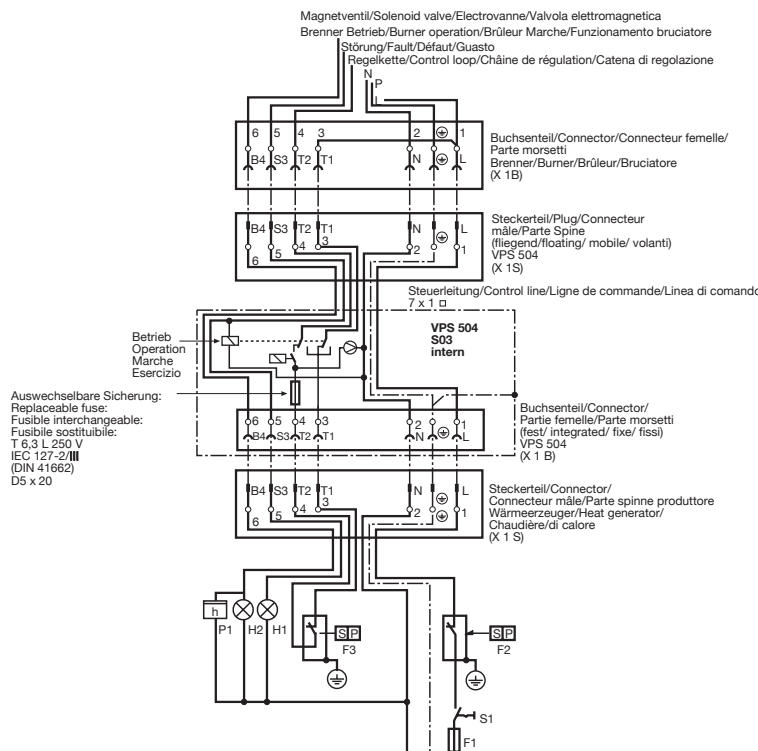 Magnetventil/Solenoid valve/Electrovanne/Valvola elettromagnetica
Brenner Betrieb/Burner operation/Brûleur Marche/Funzionamento bruciatore
Störung/Fault/Défaut/Guasto
Regelkette/Control loop/Châine de régulation/Catena di regolazione
N
P
L
6 5 4 3 2 1
B4 S3 T2 T1 N L
Buchsenteil/Connector/Connecteur femelle/
Parte morsetti
Brenner/Burner/Brûleur/Bruciatore
(X 1B)
B4 S3 T2 T1 N L
6 5 4 3 2 1
Steckerteil/Plug/Connecteur
mâle/Parte Spine
(fliegend/floating/ mobile/ volanti)
VPS 504
(X 1S)
Steuerleitung/Control line/Ligne de commande/Linea di comando
7 x 1
VPS 504
S03
intern
Betrieb
Operation
Marche
Esercizio
Auswechselbare Sicherung:
Replaceable fuse:
Fusible interchangeable:
Fusibile sostituibile:
T 6,3 L 250 V
IEC 127-2/III
(DIN 41662)
D5 x 20
6 5 4 3 2 1
B4 S3 T2 T1 N L
Buchsenteil/Connector/
Partie femelle/Parte morsetti
(fest/ integrated/ fixe/ fissi)
VPS 504
(X 1 B)
B4 S3 T2 T1 N L
6 5 4 3 2 1
Steckerteil/Connector/
Connecteur mâle/Parte spinne produttore
Wärmeerzeuger/Heat generator/
Chaudière/di calore
(X 1 S)
h
P1 H2 H1
S P
F3
S P
F2
S1
F1